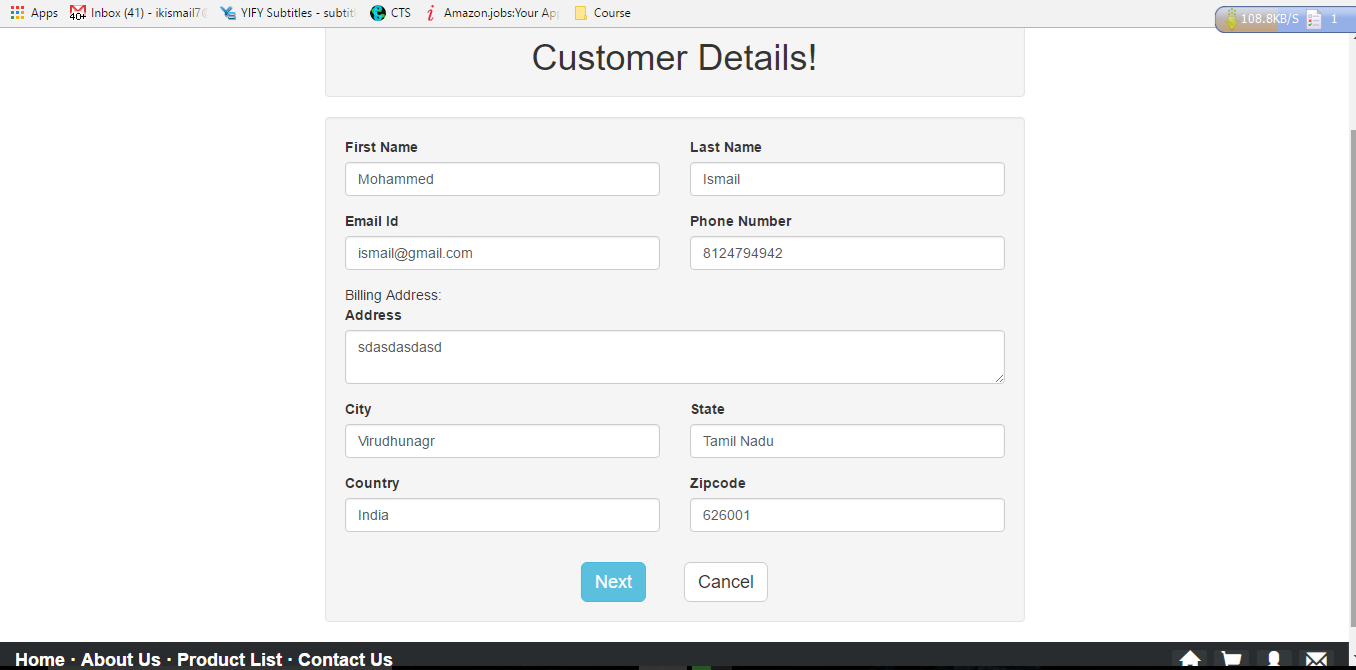 Apps Inbox (41) - ikismail7 YIFY Subtitles - subtit CTS Amazon.jobs:Your Ap Course
40+
108.8KB/S 1
Customer Details!
First Name Last Name
Mohammed Ismail
Email Id Phone Number
ismail@gmail.com 8124794942
Billing Address:
Address
sdasdasdasd
City State
Virudhunagr Tamil Nadu
Country Zipcode
India 626001
Next Cancel
Home · About Us · Product List · Contact Us